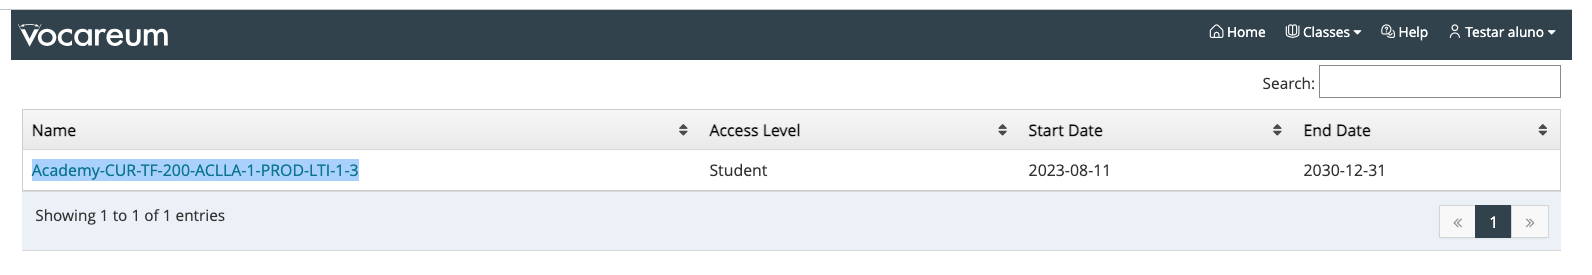 vocareum
Home Classes Help Testar aluno
Search:
Name Access Level Start Date End Date
Academy-CUR-TF-200-ACLLA-1-PROD-LTI-1-3 Student 2023-08-11 2030-12-31
Showing 1 to 1 of 1 entries
« 1 »